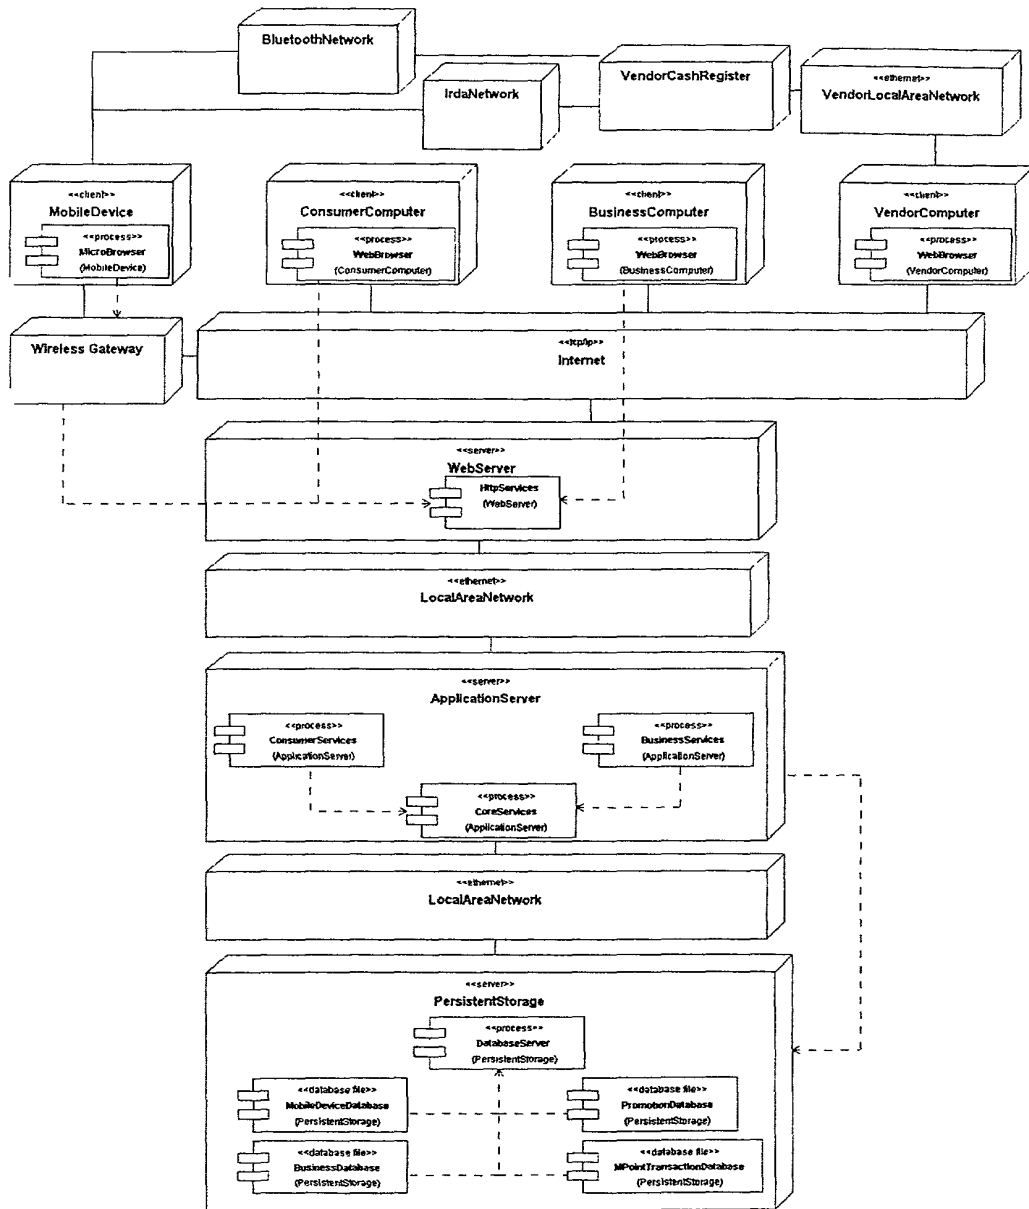 BluetoothNetwork
IrdaNetwork
VendorCashRegister
<<ethernet>>
VendorLocalAreaNetwork
<<client>>
MobileDevice
<<process>>
MicroBrowser
(MobileDevice)
<<client>>
ConsumerComputer
<<process>>
WebBrowser
(ConsumerComputer)
<<client>>
BusinessComputer
<<process>>
WebBrowser
(BusinessComputer)
<<client>>
VendorComputer
<<process>>
WebBrowser
(VendorComputer)
Wireless Gateway
<<tcp/ip>>
Internet
<<server>>
WebServer
HttpServices
(WebServer)
<<ethernet>>
LocalAreaNetwork
<<server>>
ApplicationServer
<<process>>
ConsumerServices
(ApplicationServer)
<<process>>
BusinessServices
(ApplicationServer)
<<process>>
CoreServices
(ApplicationServer)
<<ethernet>>
LocalAreaNetwork
<<server>>
PersistentStorage
<<process>>
DatabaseServer
(PersistentStorage)
<<database file>>
MobileDeviceDatabase
(PersistentStorage)
<<database file>>
PromotionDatabase
(PersistentStorage)
<<database file>>
BusinessDatabase
(PersistentStorage)
<<database file>>
MPointTransactionDatabase
(PersistentStorage)